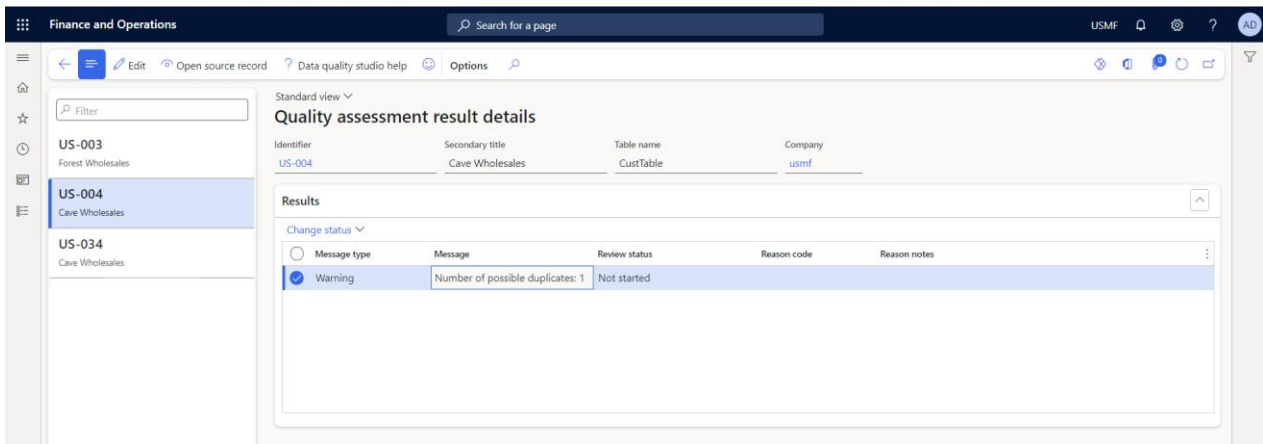 Finance and Operations
Search for a page
USMF
?
AD
Edit
Open source record
? Data quality studio help
Options
0
Filter
US-003
Forest Wholesales
US-004
Cave Wholesales
US-034
Cave Wholesales
Standard view
Quality assessment result details
Identifier Secondary title Table name Company
US-004 Cave Wholesales CustTable usmf
Results
Change status
Message type Message Review status Reason code Reason notes
Warning Number of possible duplicates: 1 Not started